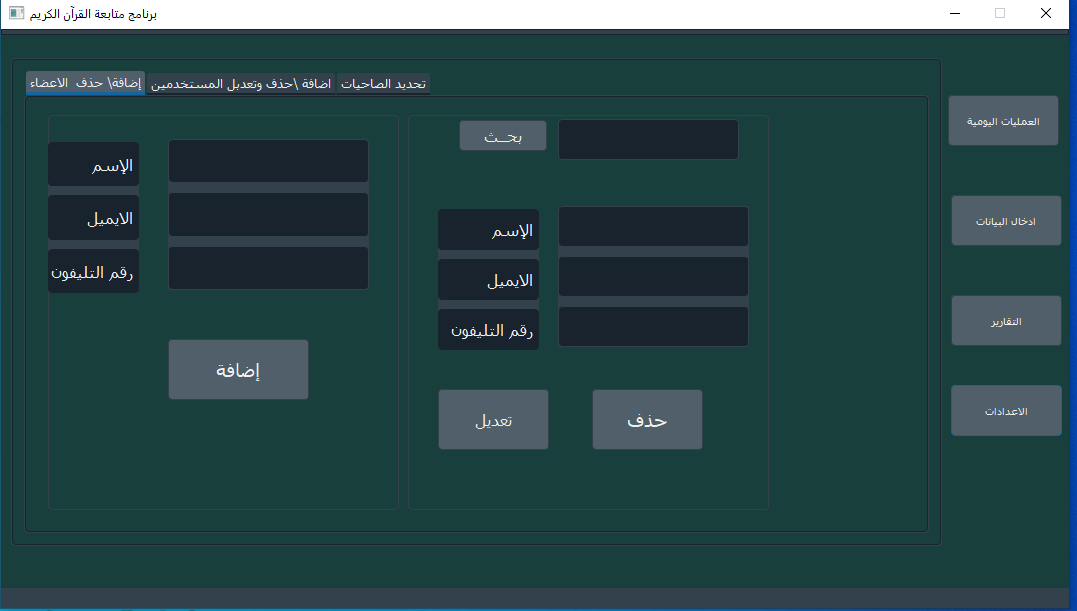 برنامج متابعة القرآن الكريم
إضافة\ حذف الاعضاء
اضافة \حذف وتعديل المستخدمين
تحديد الصاحيات
الإسم
الايميل
رقم التليفون
إضافة
بحـــث
الإسم
الايميل
رقم التليفون
تعديل
حذف
العمليات اليومية
ادخال البيانات
التقارير
الاعدادات